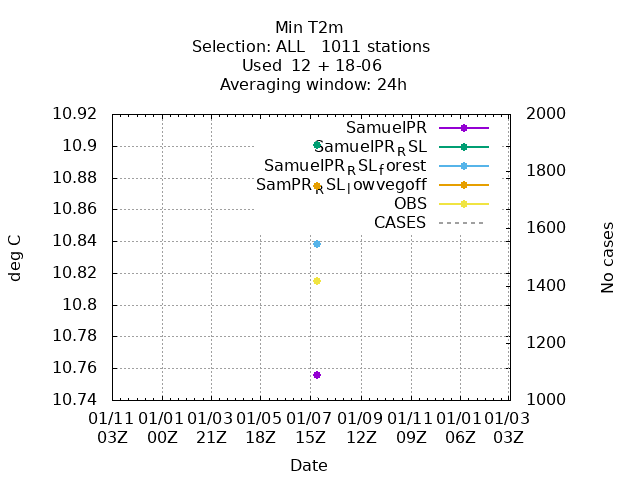 Min T2m
Selection: ALL   1011 stations
Used  12 + 18-06
Averaging window: 24h
10.92
10.9
10.88
10.86
10.84
10.82
10.8
10.78
10.76
10.74
deg C
2000
1800
1600
1400
1200
1000
No cases
SamuelPR
SamuelPR_RSL
SamuelPR_RSL_forest
SamPR_RSL_lowvegoff
OBS
CASES
01/11 01/01 01/03 01/05 01/07 01/09 01/11 01/01 01/03
03Z 00Z 21Z 18Z 15Z 12Z 09Z 06Z 03Z
Date